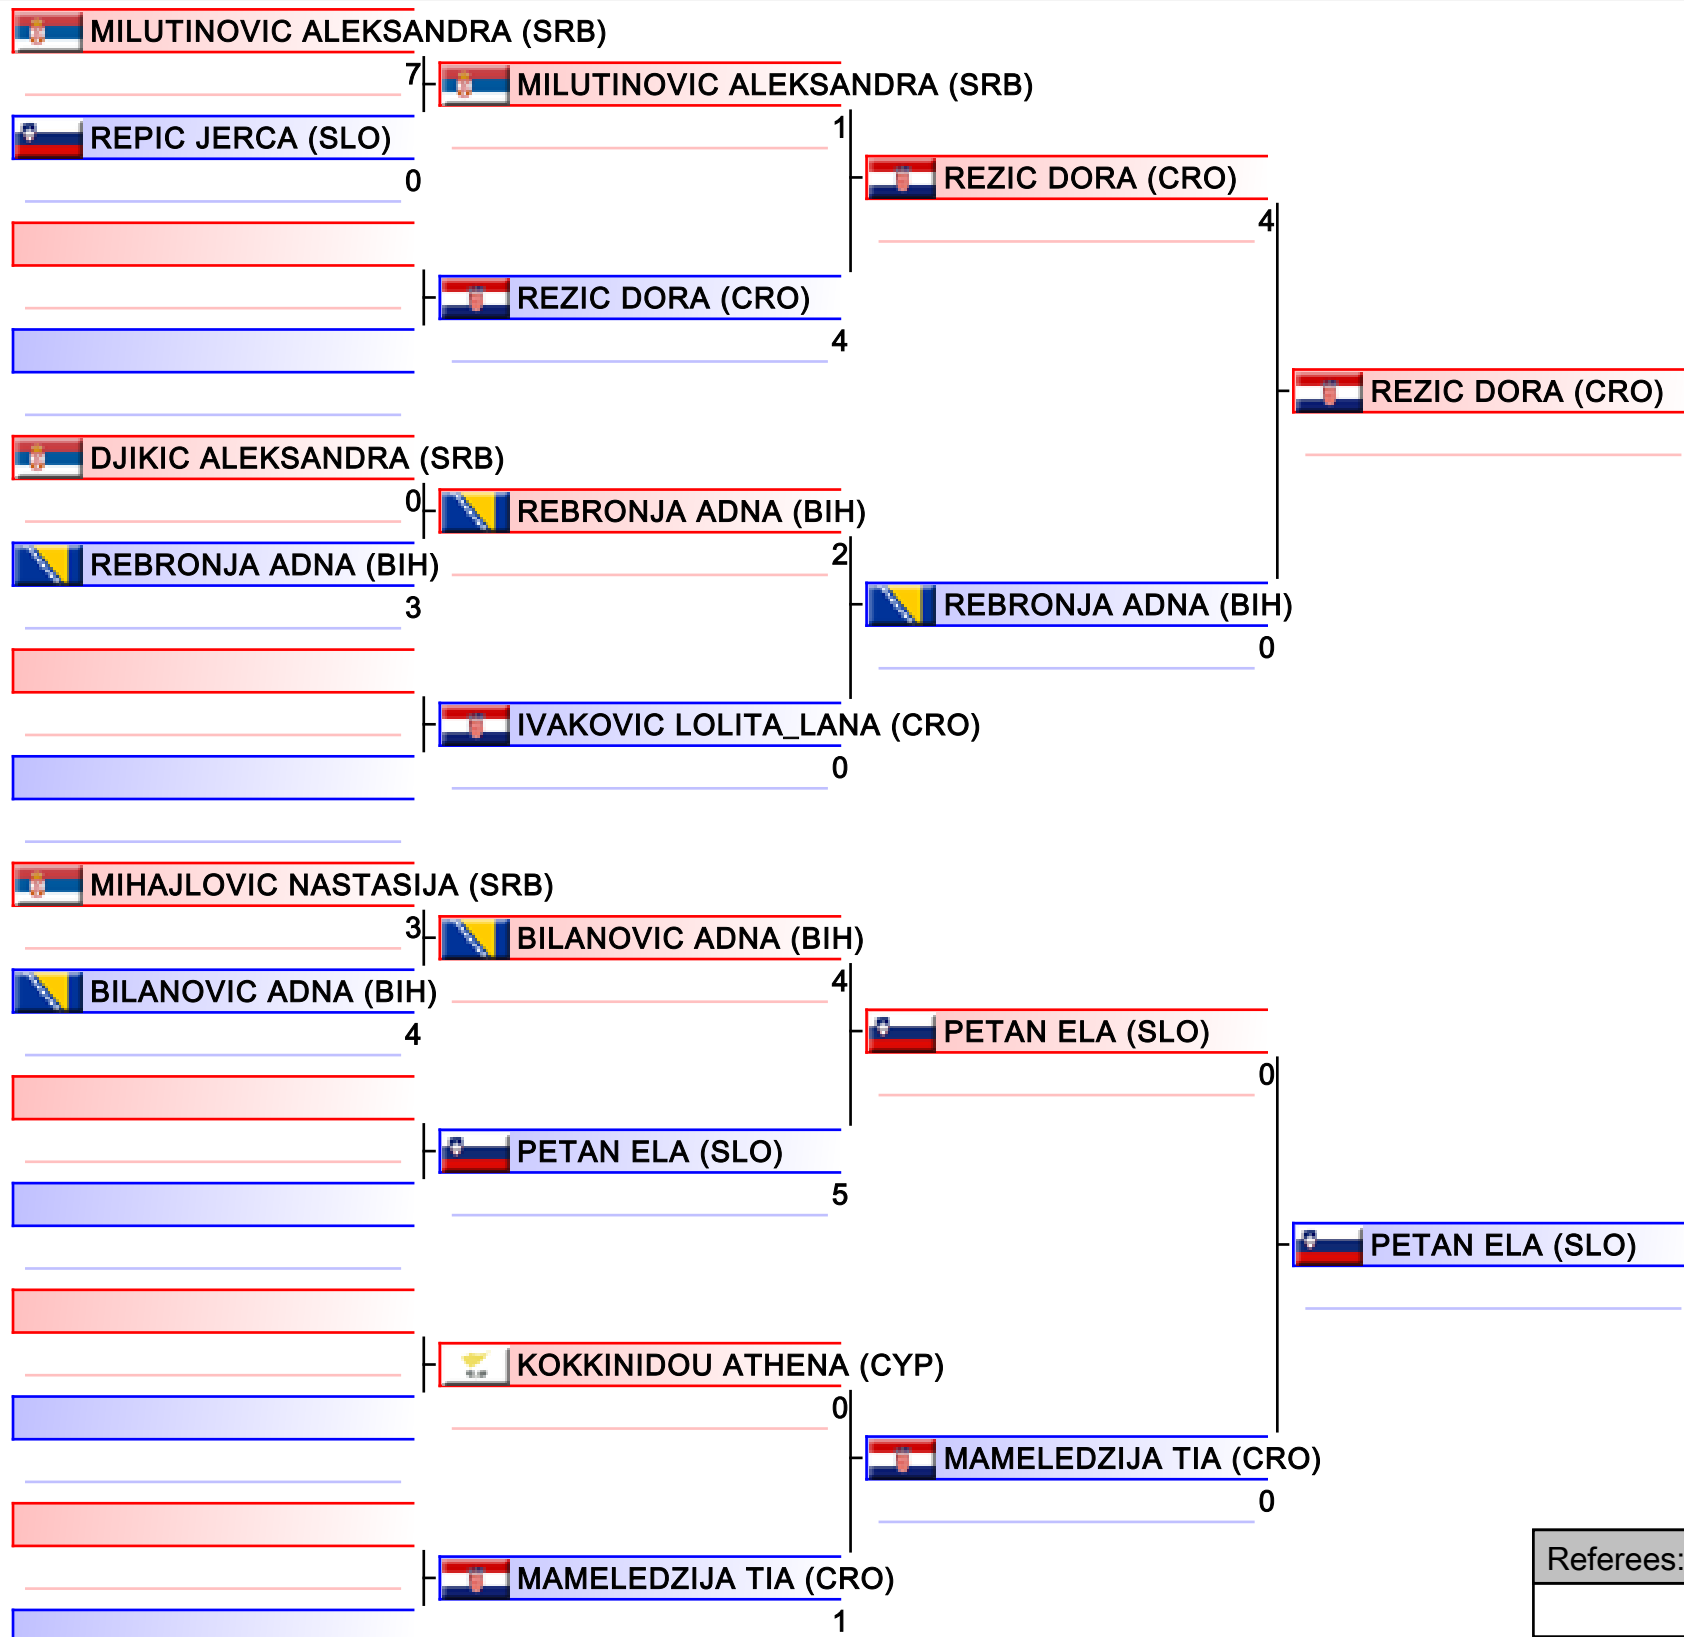 MILUTINOVIC ALEKSANDRA (SRB)
7
MILUTINOVIC ALEKSANDRA (SRB)
1
REPIC JERCA (SLO)
0
REZIC DORA (CRO)
4
REZIC DORA (CRO)
4
REZIC DORA (CRO)
DJIKIC ALEKSANDRA (SRB)
0
REBRONJA ADNA (BIH)
2
REBRONJA ADNA (BIH)
3
REBRONJA ADNA (BIH)
0
IVAKOVIC LOLITA_LANA (CRO)
0
MIHAJLOVIC NASTASIJA (SRB)
3
BILANOVIC ADNA (BIH)
4
BILANOVIC ADNA (BIH)
4
PETAN ELA (SLO)
0
PETAN ELA (SLO)
5
PETAN ELA (SLO)
KOKKINIDOU ATHENA (CYP)
0
MAMELEDZIJA TIA (CRO)
0
MAMELEDZIJA TIA (CRO)
1
Referees: